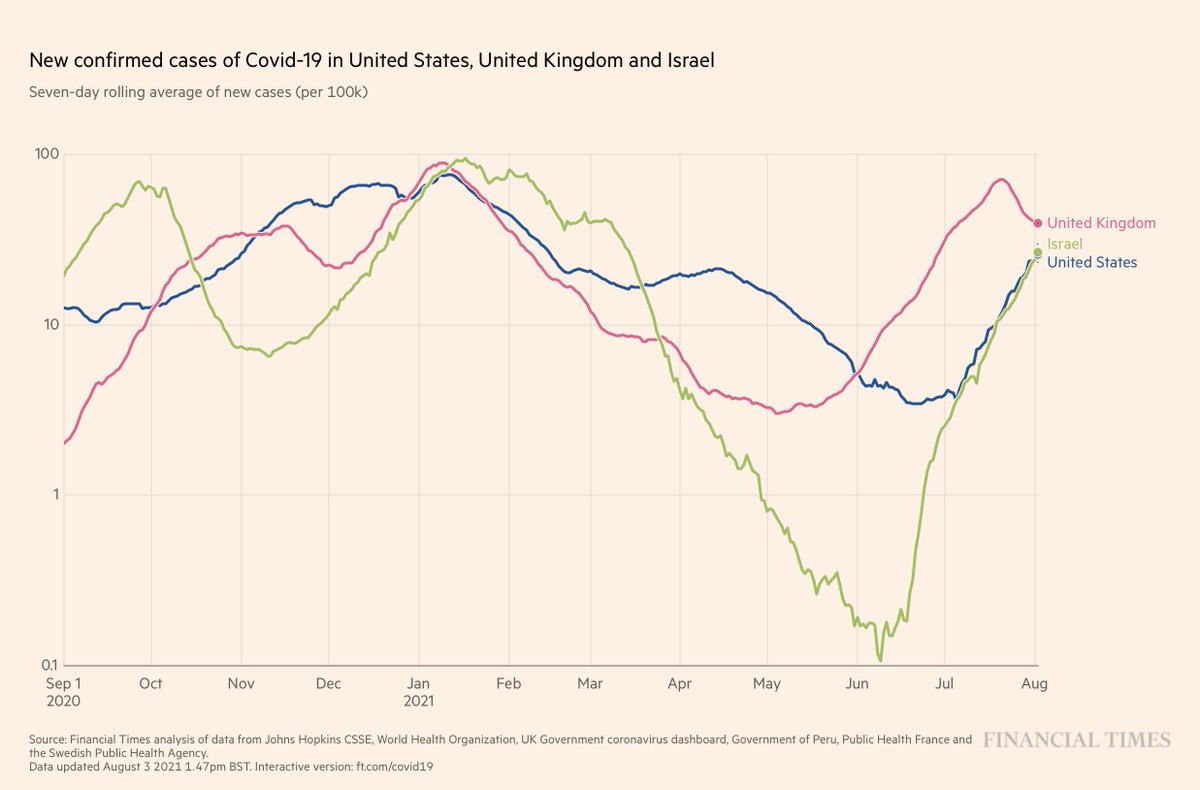 New confirmed cases of Covid-19 in United States, United Kingdom and Israel
Seven-day rolling average of new cases (per 100k)
100
10
1
0.1
United Kingdom
Israel
United States
Sep 1 Oct Nov Dec Jan Feb Mar Apr May Jun Jul Aug
2020 2021
Source: Financial Times analysis of data from Johns Hopkins CSSE, World Health Organization, UK Government coronavirus dashboard, Government of Peru, Public Health France and
the Swedish Public Health Agency.
Data updated August 3 2021 1.47pm BST. Interactive version: ft.com/covid19
FINANCIAL TIMES